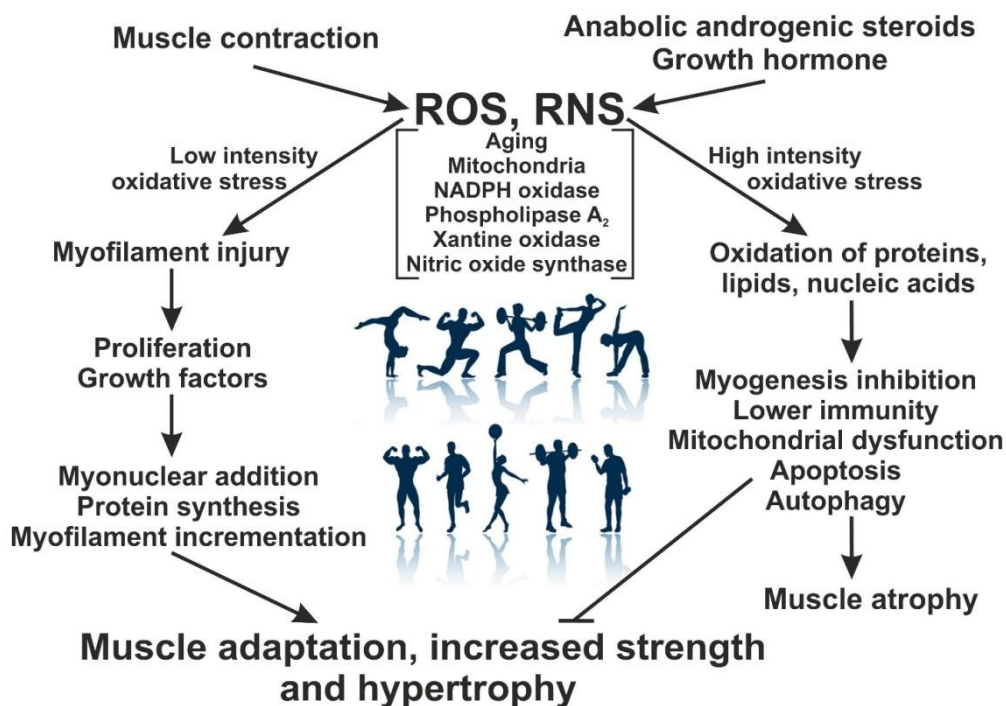 Muscle contraction
Anabolic androgenic steroids
Growth hormone
ROS, RNS
Aging
Mitochondria
NADPH oxidase
Phospholipase A₂
Xantine oxidase
Nitric oxide synthase
Low intensity
oxidative stress
High intensity
oxidative stress
Myofilament injury
Proliferation
Growth factors
Myonuclear addition
Protein synthesis
Myofilament incrementation
Oxidation of proteins,
lipids, nucleic acids
Myogenesis inhibition
Lower immunity
Mitochondrial dysfunction
Apoptosis
Autophagy
Muscle atrophy
Muscle adaptation, increased strength
and hypertrophy